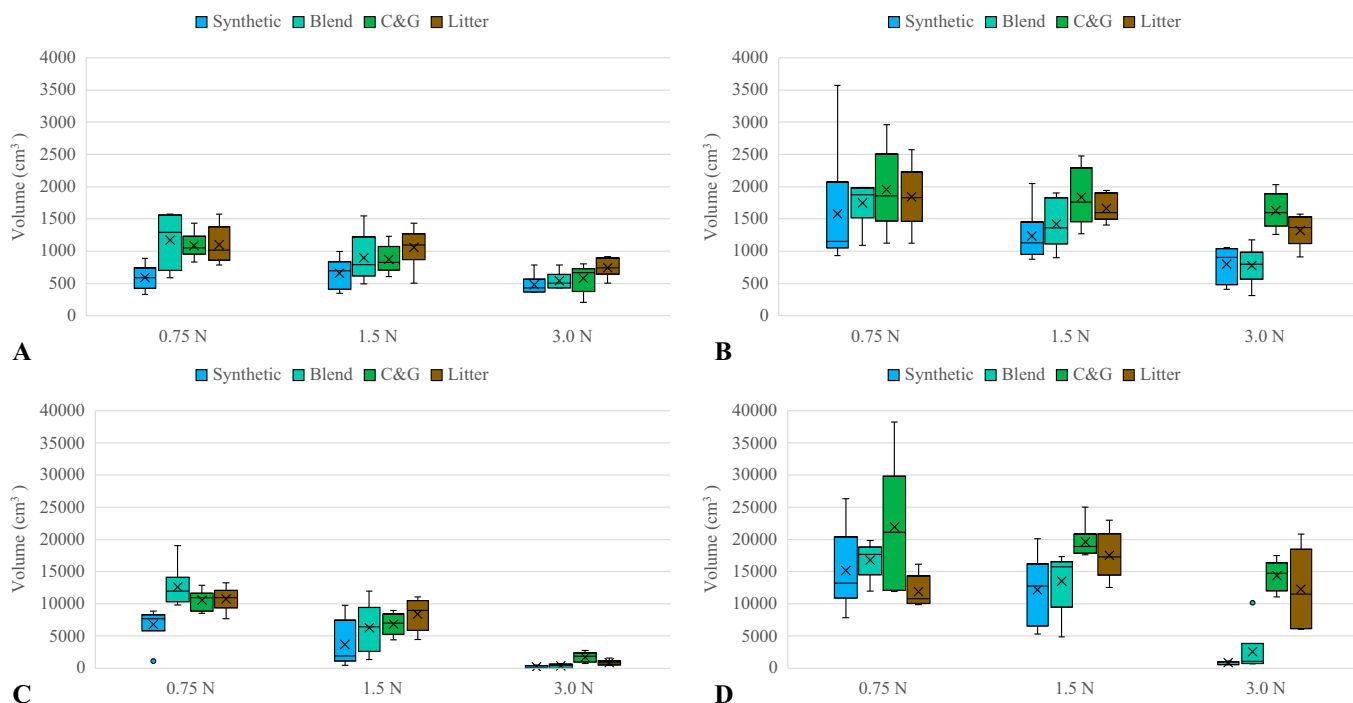 Synthetic Blend C&G Litter
4000
3500
3000
2500
2000
1500
1000
500
0
Volume (cm³)
0.75 N 1.5 N 3.0 N
A
Synthetic Blend C&G Litter
4000
3500
3000
2500
2000
1500
1000
500
0
Volume (cm³)
0.75 N 1.5 N 3.0 N
B
Synthetic Blend C&G Litter
40000
35000
30000
25000
20000
15000
10000
5000
0
Volume (cm³)
0.75 N 1.5 N 3.0 N
C
Synthetic Blend C&G Litter
40000
35000
30000
25000
20000
15000
10000
5000
0
Volume (cm³)
0.75 N 1.5 N 3.0 N
D